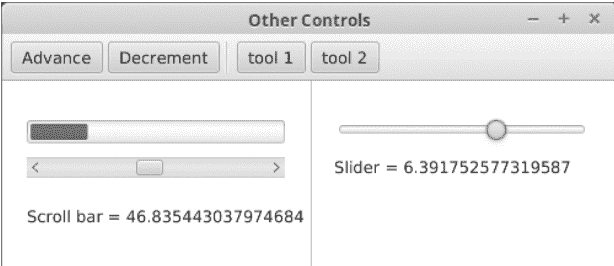 Other Controls
Advance Decrement tool 1 tool 2
Slider = 6.391752577319587
Scroll bar = 46.835443037974684